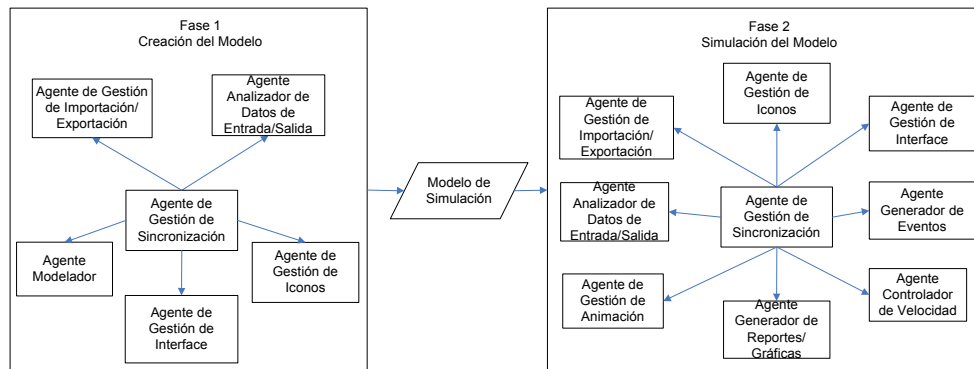 Fase 1
Creación del Modelo
Agente de Gestión
de Importación/
Exportación
Agente
Analizador de
Datos de
Entrada/Salida
Agente de
Gestión de
Sincronización
Agente
Modelador
Agente de
Gestión de
Iconos
Agente de
Gestión de
Interface
Modelo de
Simulación
Fase 2
Simulación del Modelo
Agente de
Gestión de
Iconos
Agente de
Gestión de
Importación/
Exportación
Agente de
Gestión de
Interface
Agente
Analizador de
Datos de
Entrada/Salida
Agente de
Gestión de
Sincronización
Agente
Generador de
Eventos
Agente de
Gestión de
Animación
Agente
Generador de
Reportes/
Gráficas
Agente
Controlador
de Velocidad